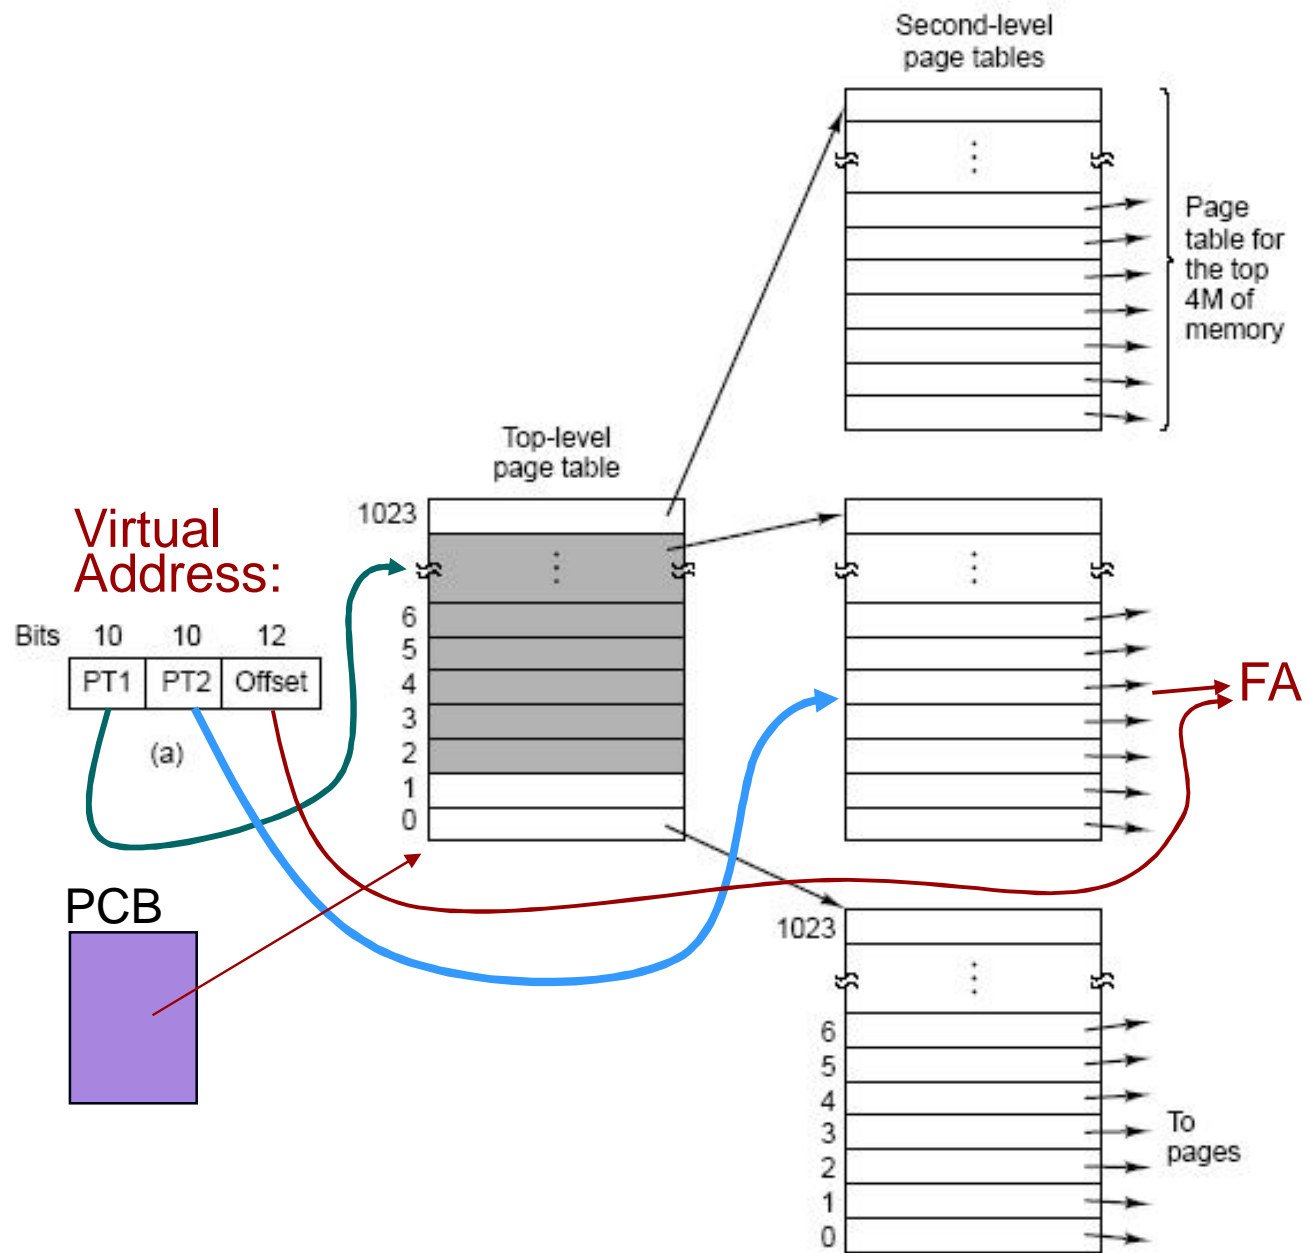 Second-level
page tables
Page
table for
the top
4M of
memory
Top-level
page table
1023
6
5
4
3
2
1
0
Virtual
Address:
Bits 10 10 12
PT1 PT2 Offset
(a)
FA
PCB
1023
6
5
4
3
2
1
0
To
pages